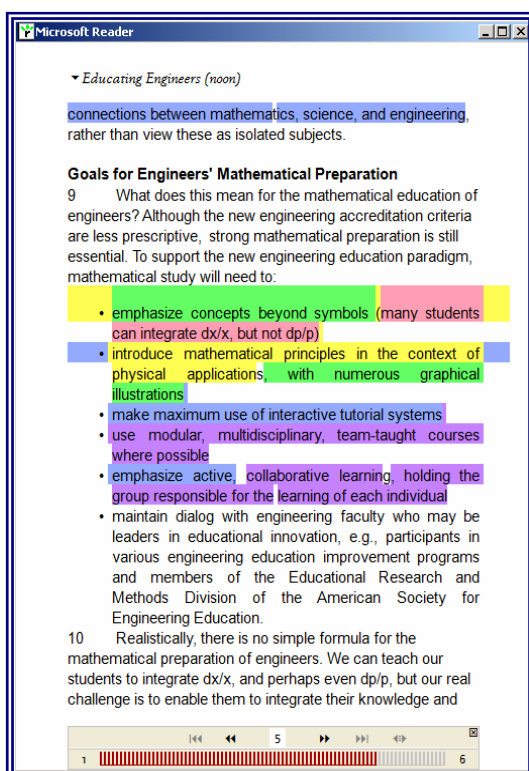 Microsoft Reader
Educating Engineers (noon)
connections between mathematics, science, and engineering,
rather than view these as isolated subjects.
Goals for Engineers' Mathematical Preparation
9 What does this mean for the mathematical education of
engineers? Although the new engineering accreditation criteria
are less prescriptive, strong mathematical preparation is still
essential. To support the new engineering education paradigm,
mathematical study will need to:
• emphasize concepts beyond symbols (many students
can integrate dx/x, but not dp/p)
• introduce mathematical principles in the context of
physical applications, with numerous graphical
illustrations
• make maximum use of interactive tutorial systems
• use modular, multidisciplinary, team-taught courses
where possible
• emphasize active, collaborative learning, holding the
group responsible for the learning of each individual
• maintain dialog with engineering faculty who may be
leaders in educational innovation, e.g., participants in
various engineering education improvement programs
and members of the Educational Research and
Methods Division of the American Society for
Engineering Education.
10 Realistically, there is no simple formula for the
mathematical preparation of engineers. We can teach our
students to integrate dx/x, and perhaps even dp/p, but our real
challenge is to enable them to integrate their knowledge and
5
1 6